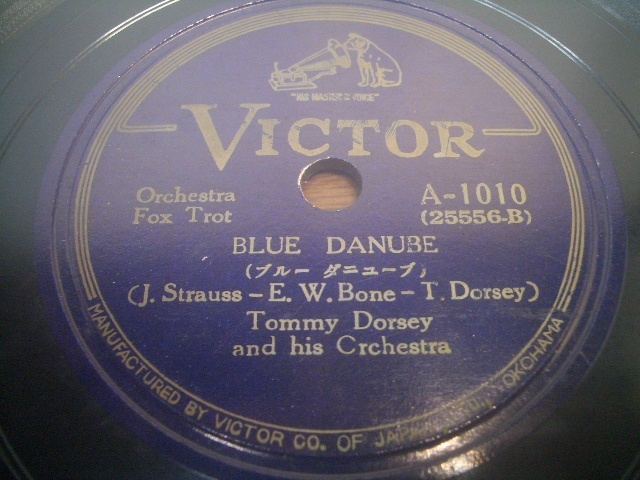 "HIS MASTER'S VOICE"
VICTOR
Orchestra
Fox Trot
A-1010
(25556-B)
BLUE DANUBE
(ブルー ダニューブ)
(J. Strauss-E. W. Bone-T. Dorsey)
Tommy Dorsey
and his Orchestra
MANUFACTURED BY VICTOR CO. OF JAPAN, YOKOHAMA